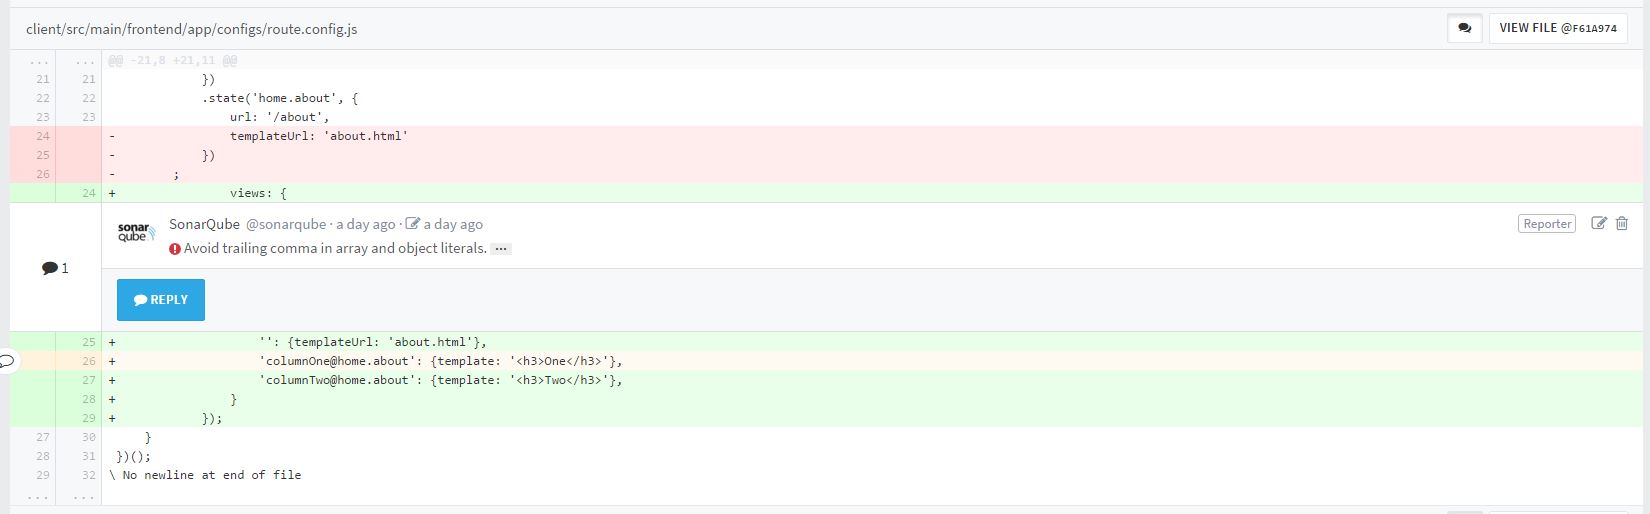 client/src/main/frontend/app/configs/route.config.js VIEW FILE @F61A974
... ... @@ -21,8 +21,11 @@
21 21 })
22 22 .state('home.about', {
23 23 url: '/about',
24 - templateUrl: 'about.html'
25 - })
26 - ;
24 + views: {
sonar qube SonarQube @sonarqube · a day ago · a day ago Reporter
Avoid trailing comma in array and object literals. ...
1
REPLY
25 + '': {templateUrl: 'about.html'},
26 + 'columnOne@home.about': {template: '<h3>One</h3>'},
27 + 'columnTwo@home.about': {template: '<h3>Two</h3>'},
28 + }
29 + });
27 30 }
28 31 })();
29 32 \ No newline at end of file
... ...